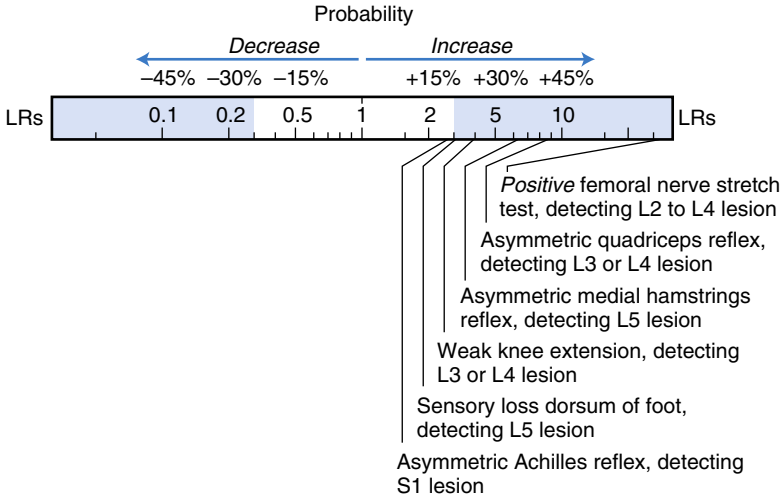 Probability
Decrease Increase
–45% –30% –15% +15% +30% +45%
LRs 0.1 0.2 0.5 1 2 5 10 LRs
Positive femoral nerve stretch
test, detecting L2 to L4 lesion
Asymmetric quadriceps reflex,
detecting L3 or L4 lesion
Asymmetric medial hamstrings
reflex, detecting L5 lesion
Weak knee extension, detecting
L3 or L4 lesion
Sensory loss dorsum of foot,
detecting L5 lesion
Asymmetric Achilles reflex, detecting
S1 lesion